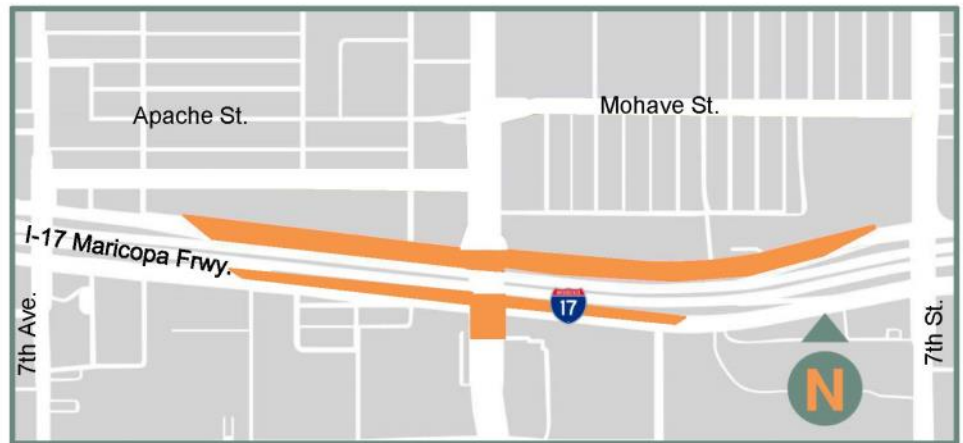 Apache St.
Mohave St.
I-17 Maricopa Frwy.
17
7th Ave.
7th St.
N